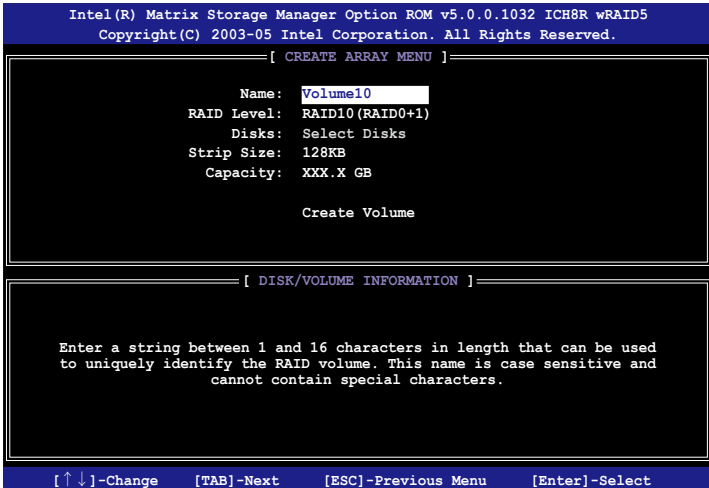 Intel(R) Matrix Storage Manager Option ROM v5.0.0.1032 ICH8R wRAID5
Copyright(C) 2003-05 Intel Corporation. All Rights Reserved.
[ CREATE ARRAY MENU ]
Name: Volume10
RAID Level: RAID10(RAID0+1)
Disks: Select Disks
Strip Size: 128KB
Capacity: XXX.X GB
Create Volume
[ DISK/VOLUME INFORMATION ]
Enter a string between 1 and 16 characters in length that can be used
to uniquely identify the RAID volume. This name is case sensitive and
cannot contain special characters.
[↑↓]-Change [TAB]-Next [ESC]-Previous Menu [Enter]-Select